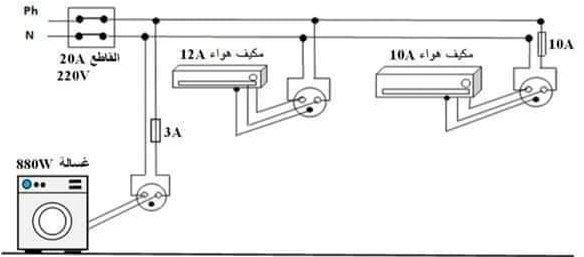 Ph
N
القاطع 20A
220V
مكيف هواء 12A
مكيف هواء 10A
10A
3A
غسالة 880W